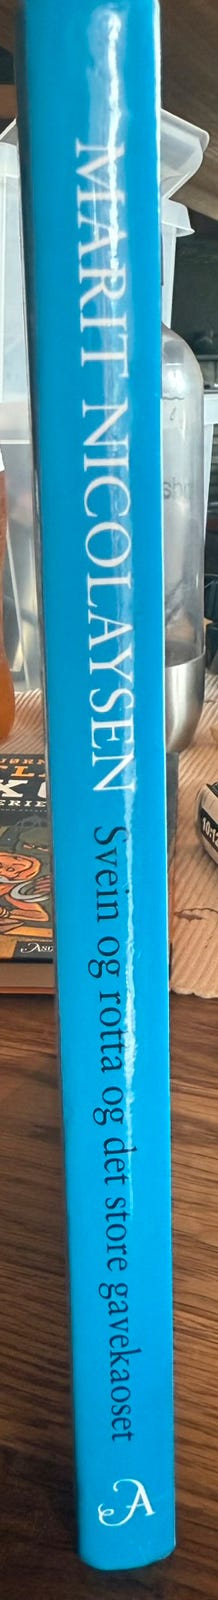 MARIT NICOLAYSEN Svein og rotta og det store gavekaoset
A